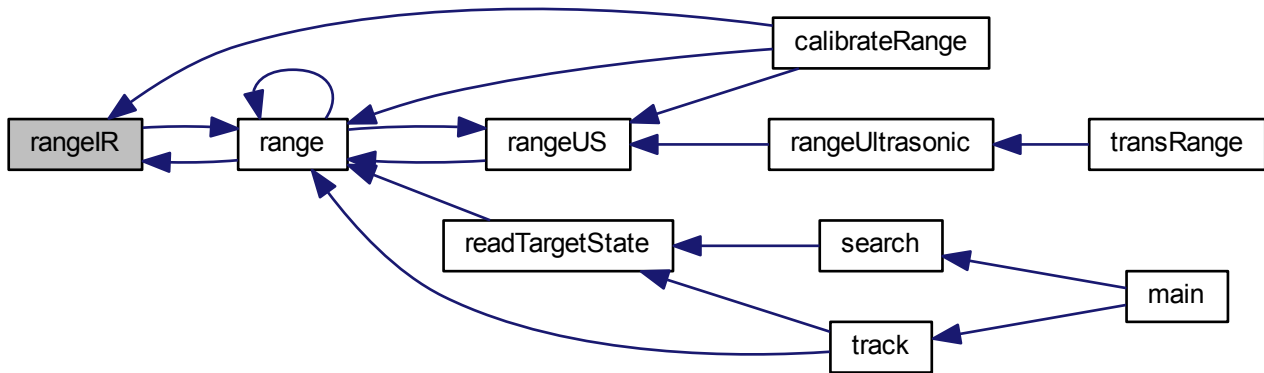 calibrateRange
rangeIR
range
rangeUS
rangeUltrasonic
transRange
readTargetState
search
main
track